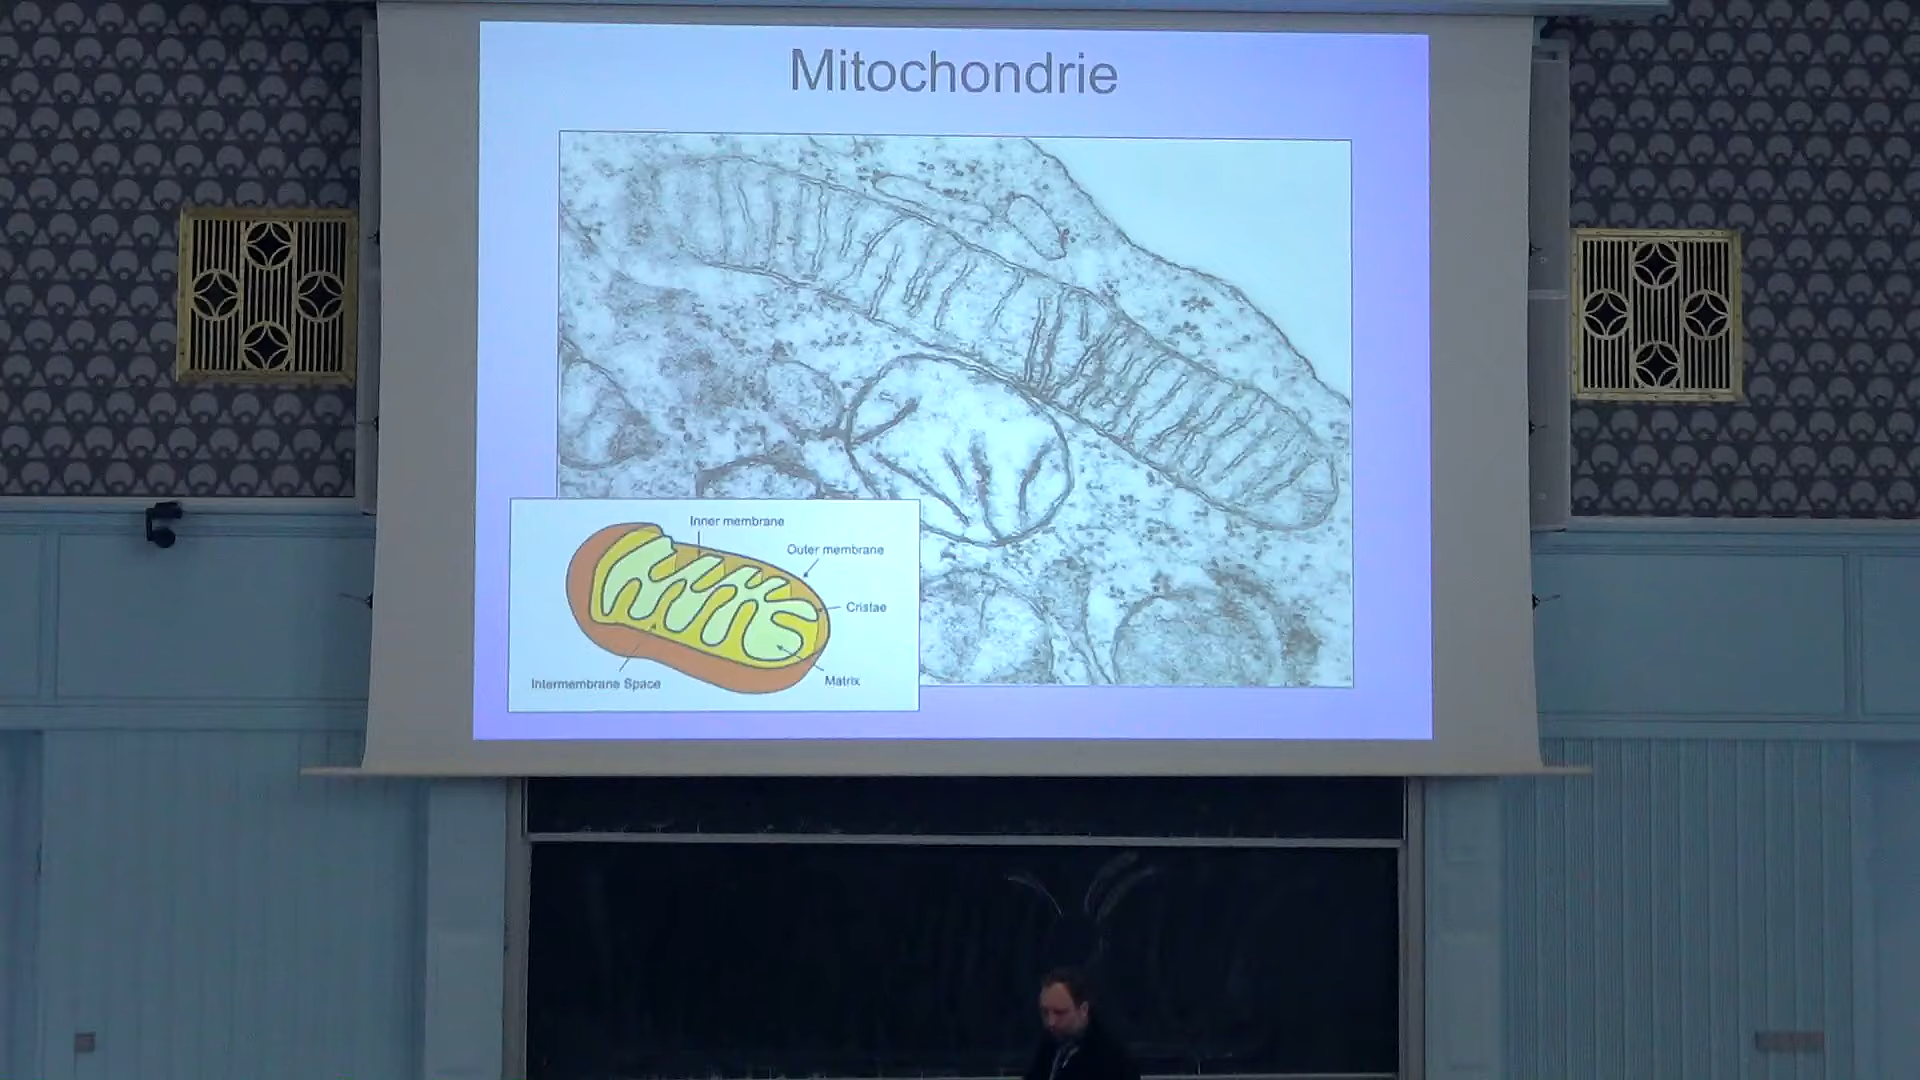 Mitochondrie
Inner membrane
Outer membrane
Cristae
Intermembrane Space
Matrix